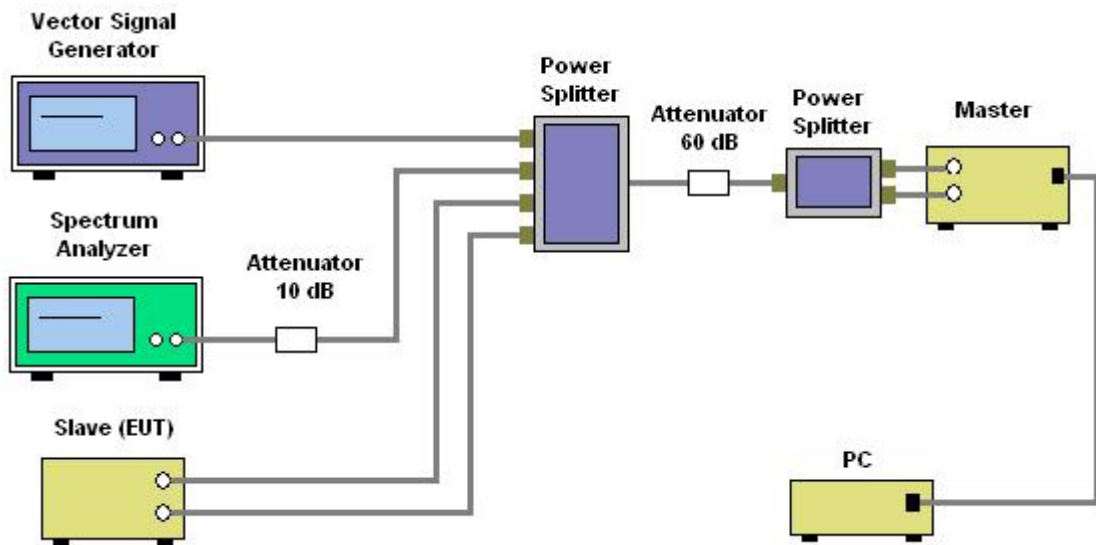 Vector Signal
Generator
Power
Splitter
Attenuator
60 dB
Power
Splitter
Master
Spectrum
Analyzer
Attenuator
10 dB
Slave (EUT)
PC